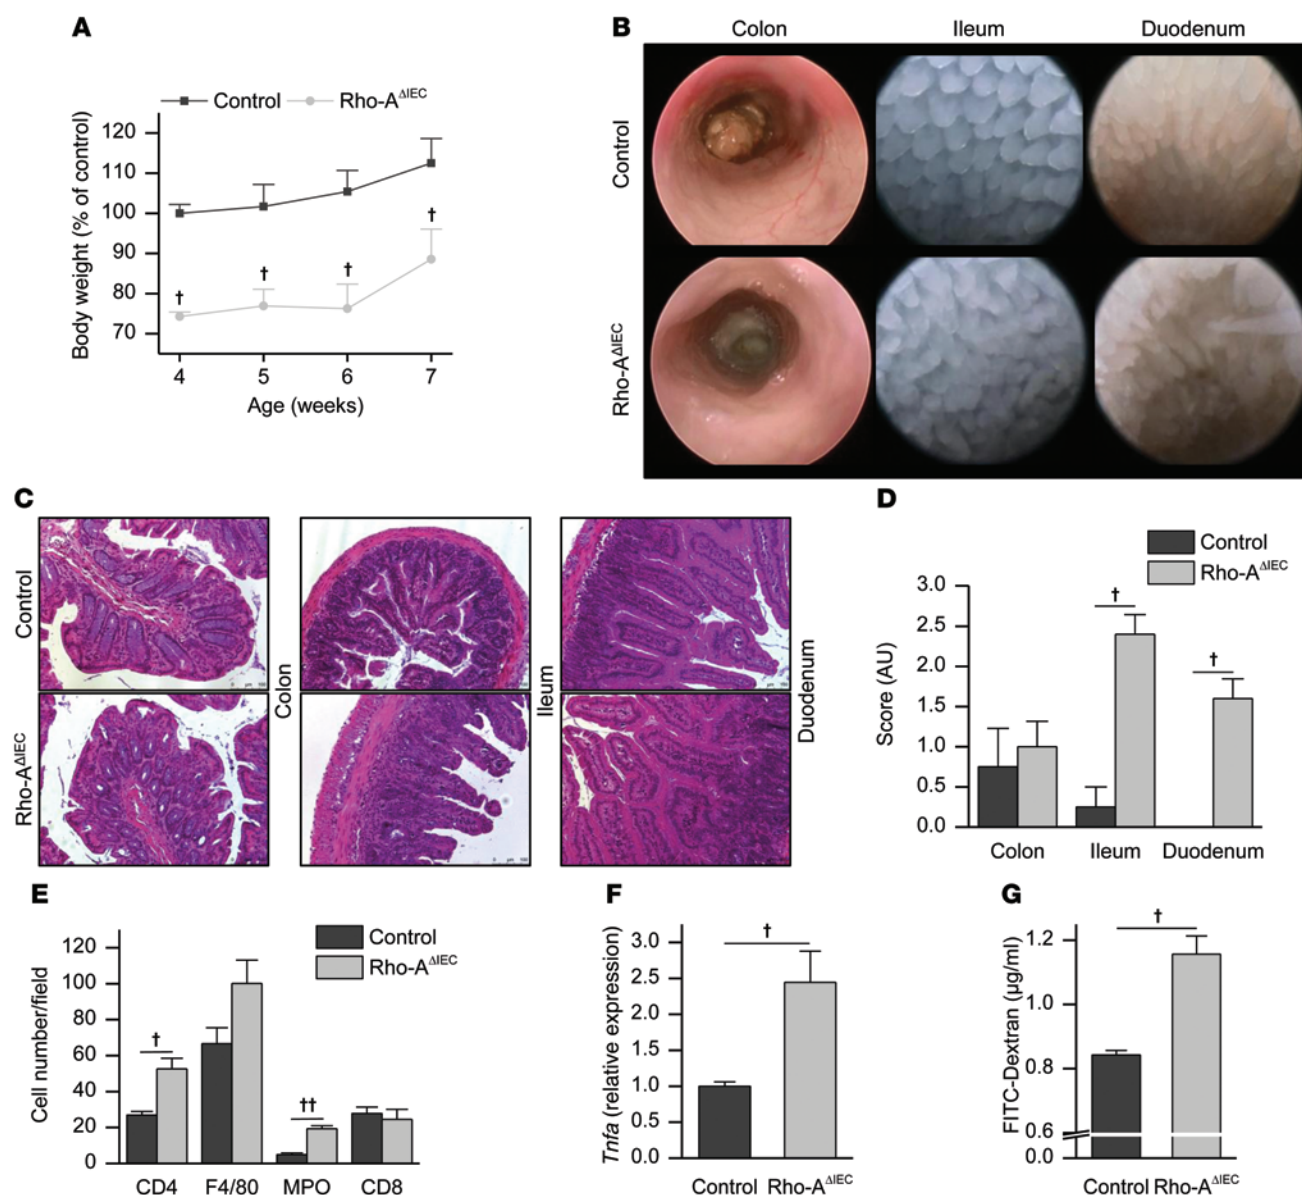 A
Control Rho-A^ΔIEC
Body weight (% of control)
120
110
100
90
80
70
† † † †
4 5 6 7
Age (weeks)
B
Colon Ileum Duodenum
Control
Rho-A^ΔIEC
C
Control
Rho-A^ΔIEC
Colon
Ileum
Duodenum
D
Control
Rho-A^ΔIEC
Score (AU)
3.0
2.5
2.0
1.5
1.0
0.5
0.0
† †
Colon Ileum Duodenum
E
Control
Rho-A^ΔIEC
Cell number/field
120
100
80
60
40
20
0
† ††
CD4 F4/80 MPO CD8
F
Tnfa (relative expression)
3.0
2.5
2.0
1.5
1.0
0.5
0.0
†
Control Rho-A^ΔIEC
G
FITC-Dextran (µg/ml)
1.2
1.0
0.8
0.6
0.0
†
Control Rho-A^ΔIEC